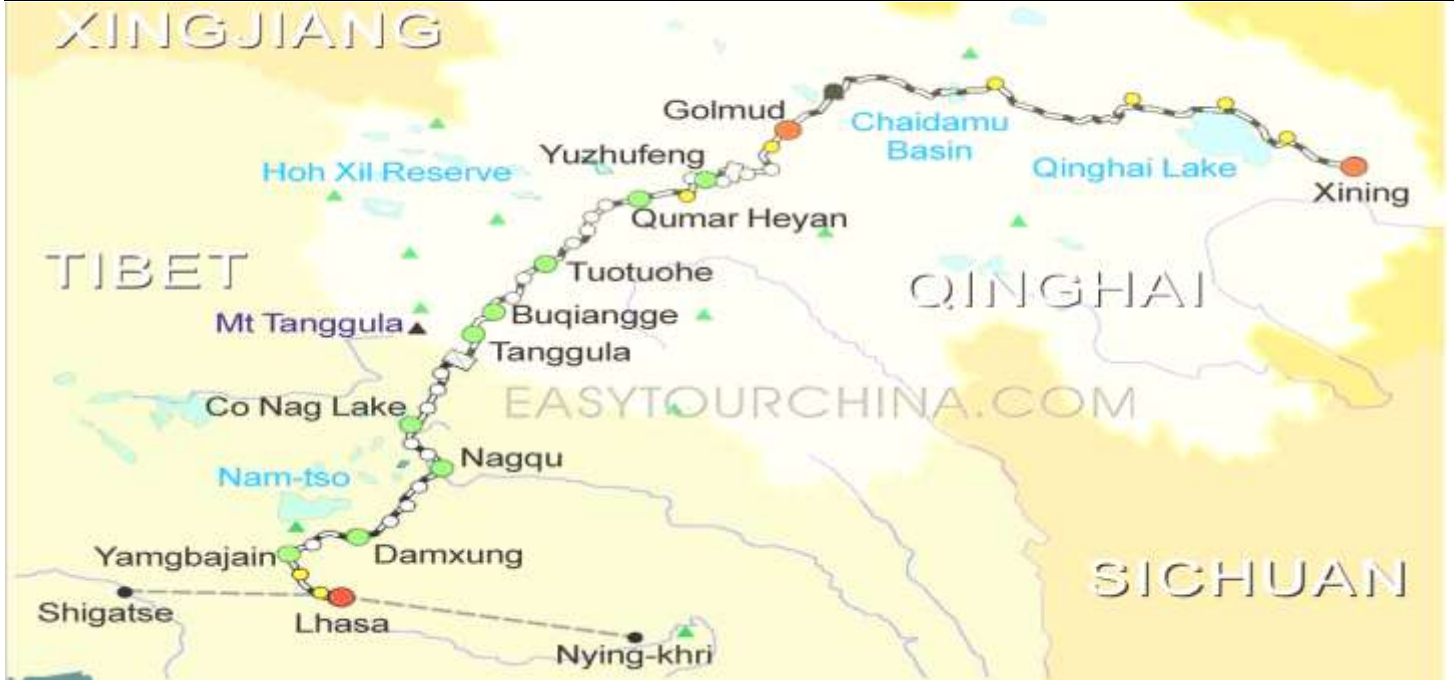 XINGJIANG
Golmud
Chaidamu
Basin
Yuzhufeng
Hoh Xil Reserve
Qinghai Lake
Xining
Qumar Heyan
TIBET
Tuotuohe
QINGHAI
Mt Tanggula
Buqiangge
Tanggula
EASYTOURCHINA.COM
Co Nag Lake
Nagqu
Nam-tso
Yamgbajain
Damxung
SICHUAN
Shigatse
Lhasa
Nying-khri